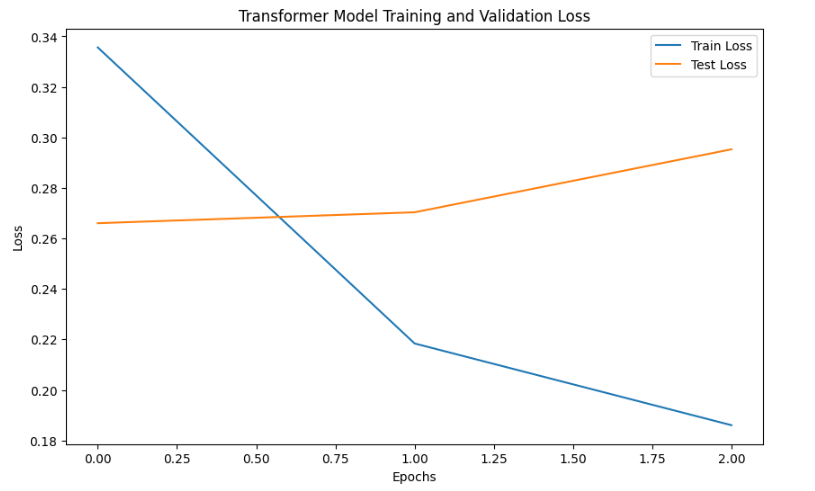 Transformer Model Training and Validation Loss
Train Loss
Test Loss
0.34
0.32
0.30
0.28
0.26
0.24
0.22
0.20
0.18
Loss
0.00 0.25 0.50 0.75 1.00 1.25 1.50 1.75 2.00
Epochs